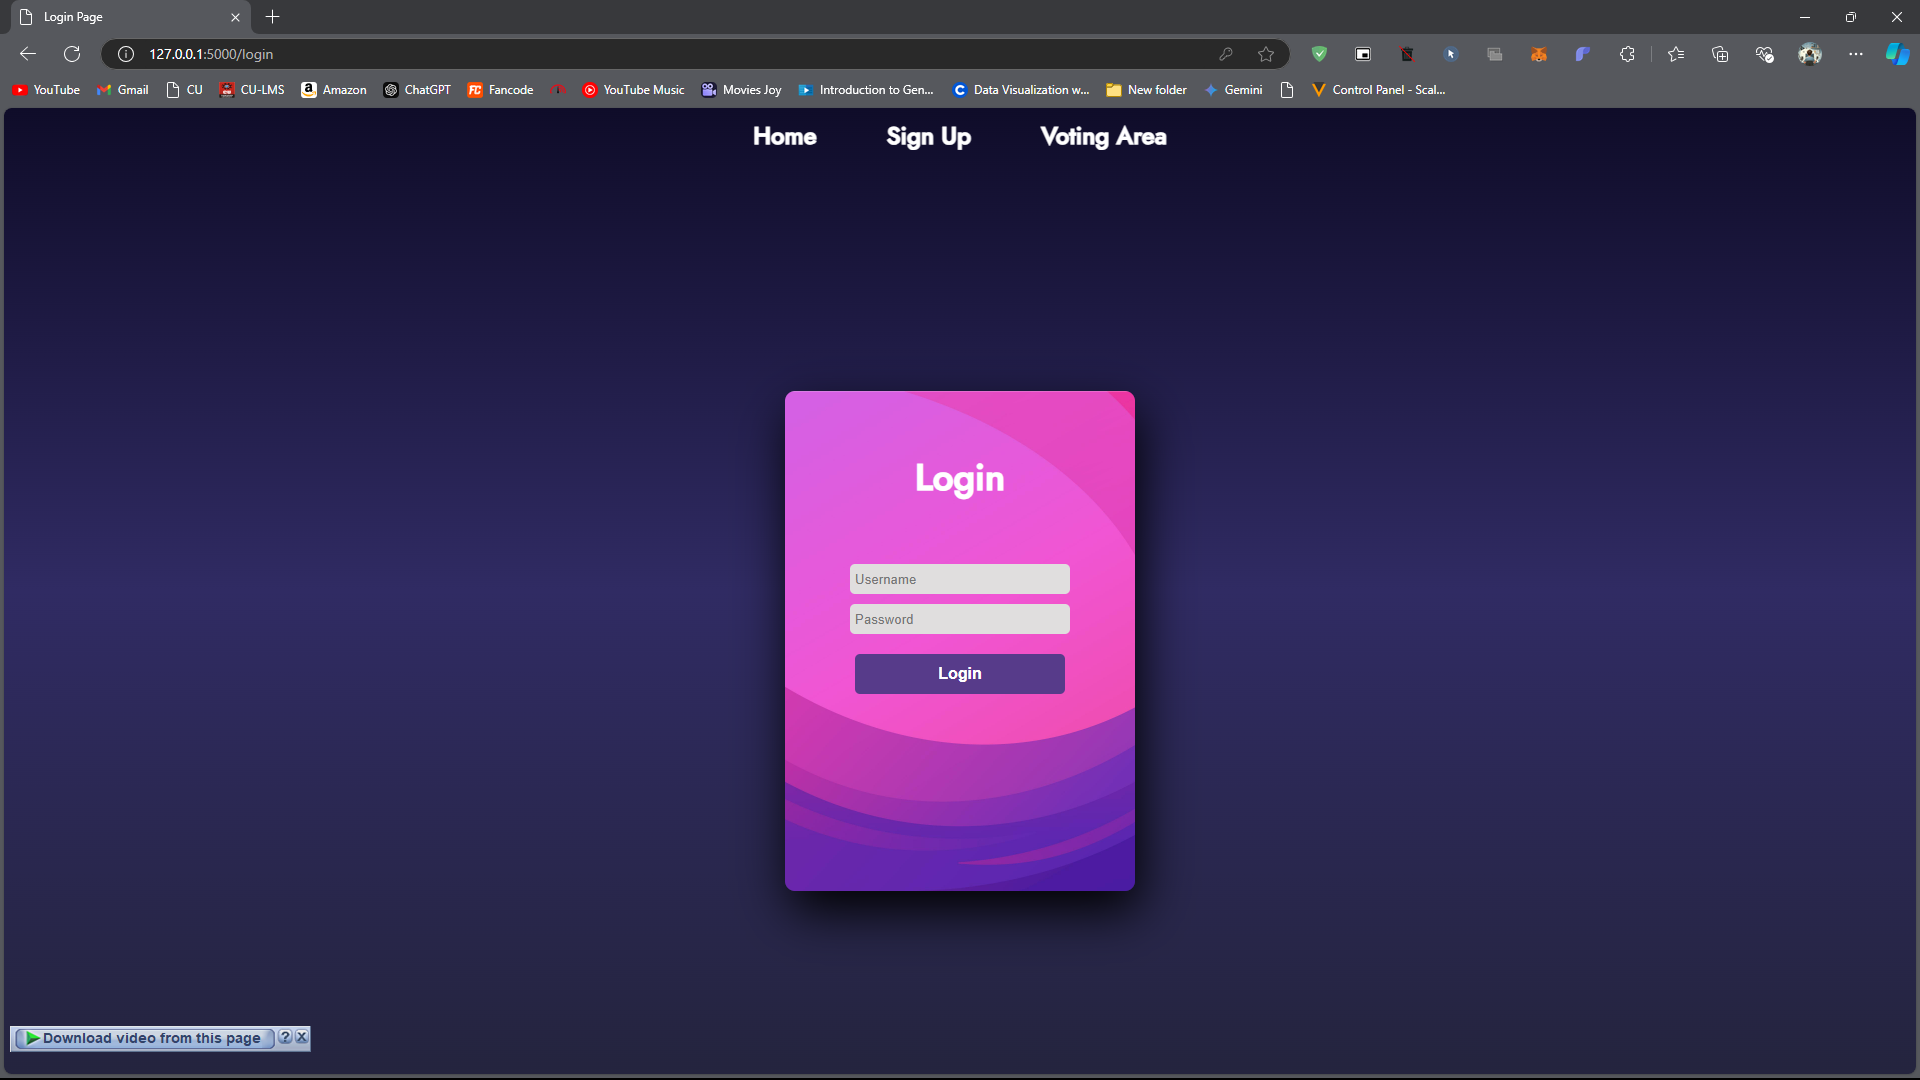 Login Page
127.0.0.1:5000/login
YouTube Gmail CU CU-LMS Amazon ChatGPT FC Fancode YouTube Music Movies Joy Introduction to Gen... Data Visualization w... New folder Gemini Control Panel - Scal...
Home Sign Up Voting Area
Login
Username
Password
Login
Download video from this page ? X